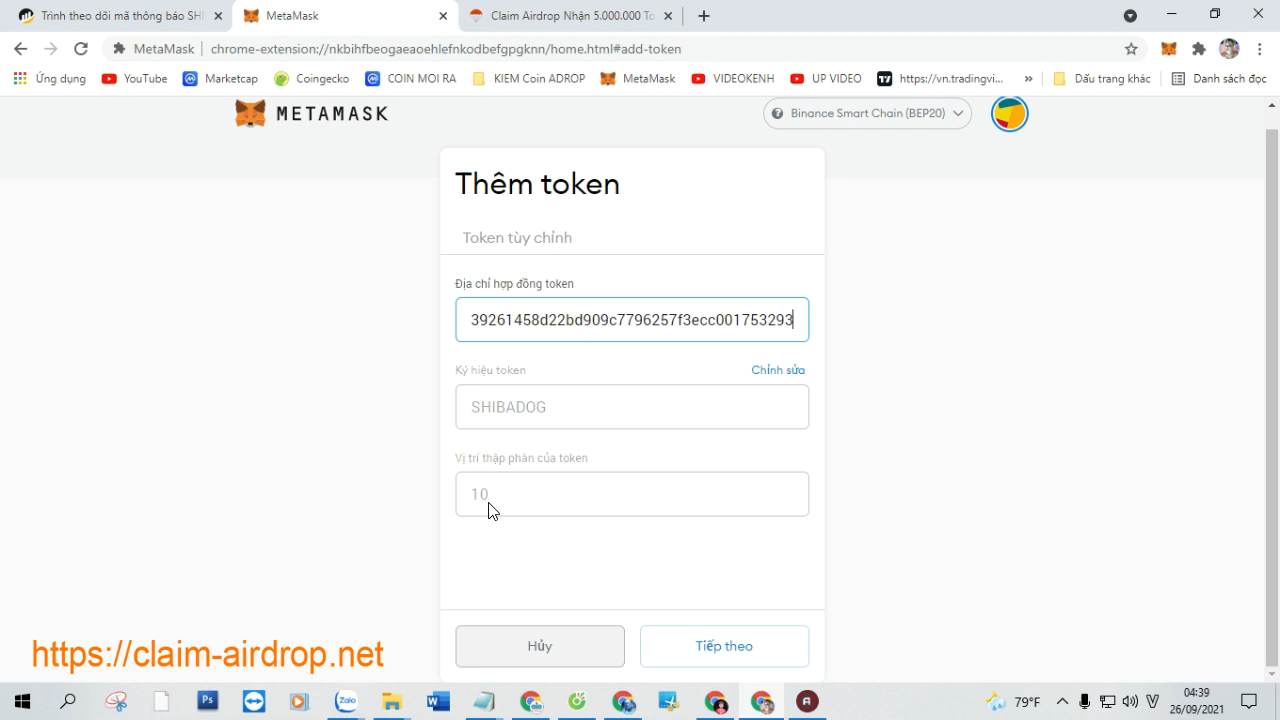 Trình theo dõi mã thông báo SHI
MetaMask
Claim Airdrop Nhận 5.000.000 To
MetaMask
chrome-extension://nkbihfbeogaeaoehlefnkodbefgpgknn/home.html#add-token
Ứng dụng
YouTube
Marketcap
Coingecko
COIN MOI RA
KIEM Coin ADROP
MetaMask
VIDEOKENH
UP VIDEO
https://vn.tradingvi...
»
Dấu trang khác
Danh sách đọc
METAMASK
Binance Smart Chain (BEP20)
Thêm token
Token tùy chỉnh
Địa chỉ hợp đồng token
39261458d22bd909c7796257f3ecc001753293
Ký hiệu token
Chỉnh sửa
SHIBADOG
Vị trí thập phân của token
10
Hủy
Tiếp theo
https://claim-airdrop.net
79°F
04:39
26/09/2021